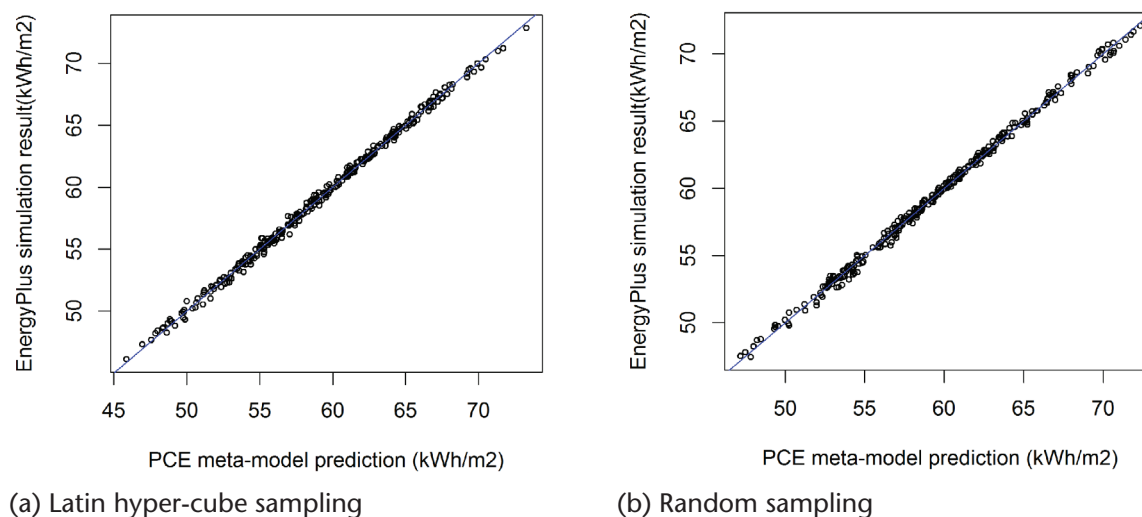 EnergyPlus simulation result(kWh/m2)
70
65
60
55
50
45 50 55 60 65 70
PCE meta-model prediction (kWh/m2)
(a) Latin hyper-cube sampling
EnergyPlus simulation result(kWh/m2)
70
65
60
55
50
50 55 60 65 70
PCE meta-model prediction (kWh/m2)
(b) Random sampling